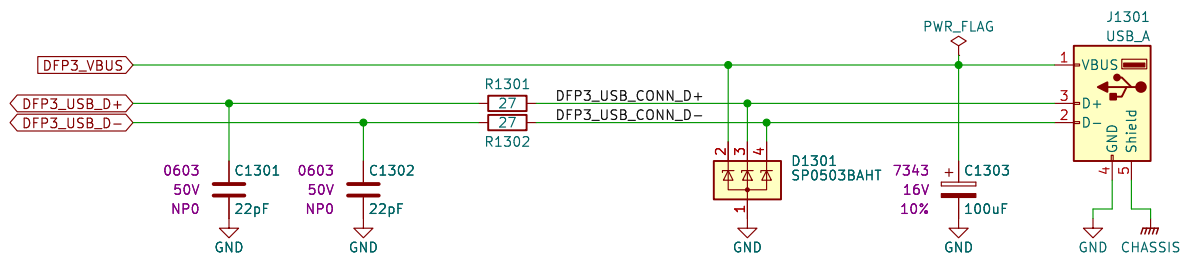 J1301
USB_A
PWR_FLAG
DFP3_VBUS
1
VBUS
R1301
DFP3_USB_D+
27
DFP3_USB_CONN_D+
3
D+
DFP3_USB_D-
27
DFP3_USB_CONN_D-
2
D-
R1302
GND
Shield
2
3
4
4
5
0603
C1301
50V
NP0
22pF
GND
0603
C1302
50V
NP0
22pF
GND
D1301
SP0503BAHT
1
GND
7343
+
C1303
16V
10%
100uF
GND
GND
CHASSIS